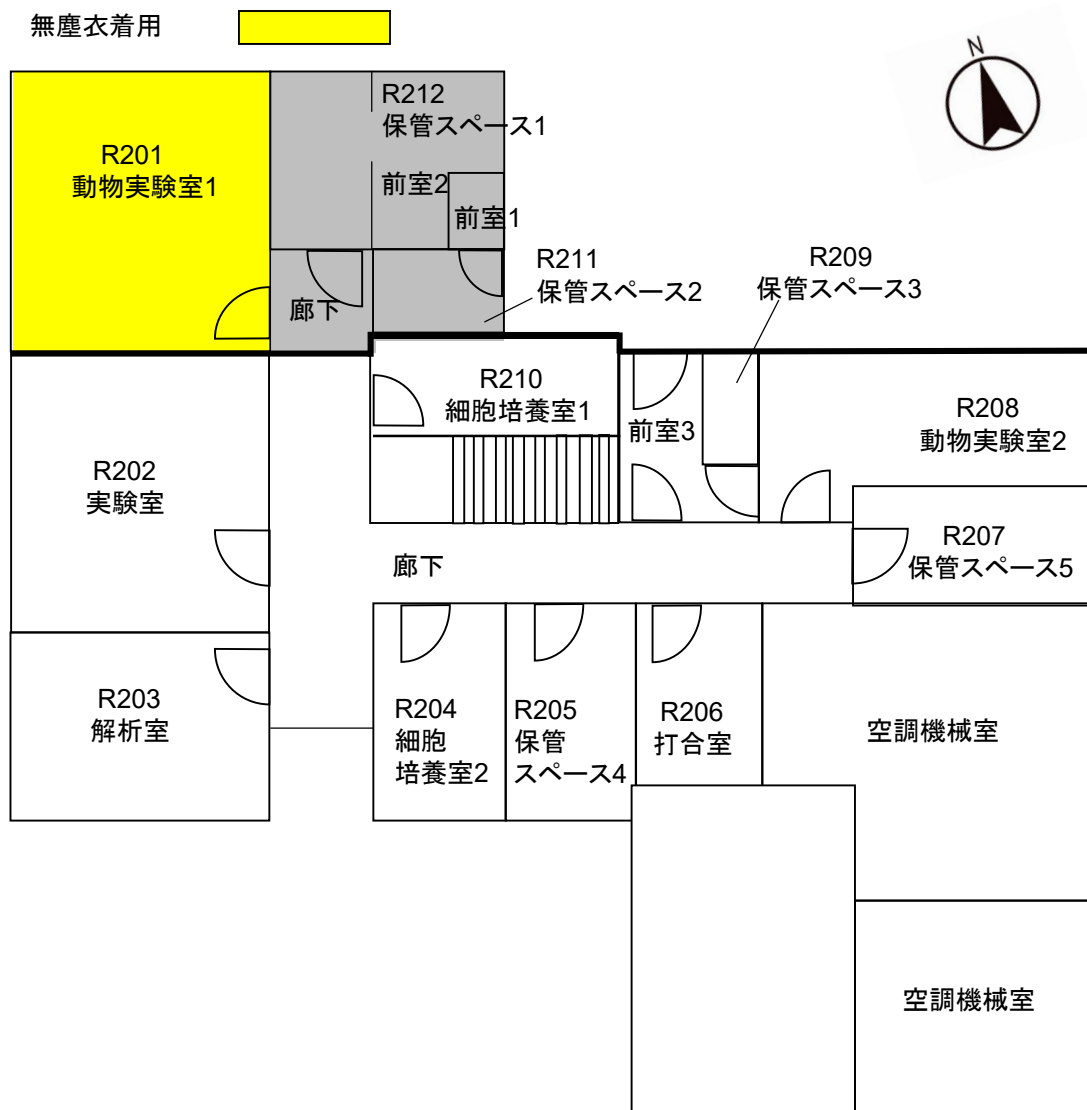 無塵衣着用
N
R212
保管スペース1
R201
動物実験室1
前室2
前室1
R211
保管スペース2
R209
保管スペース3
廊下
R210
細胞培養室1
前室3
R208
動物実験室2
R202
実験室
廊下
R207
保管スペース5
R203
解析室
R204
細胞
培養室2
R205
保管
スペース4
R206
打合室
空調機械室
空調機械室